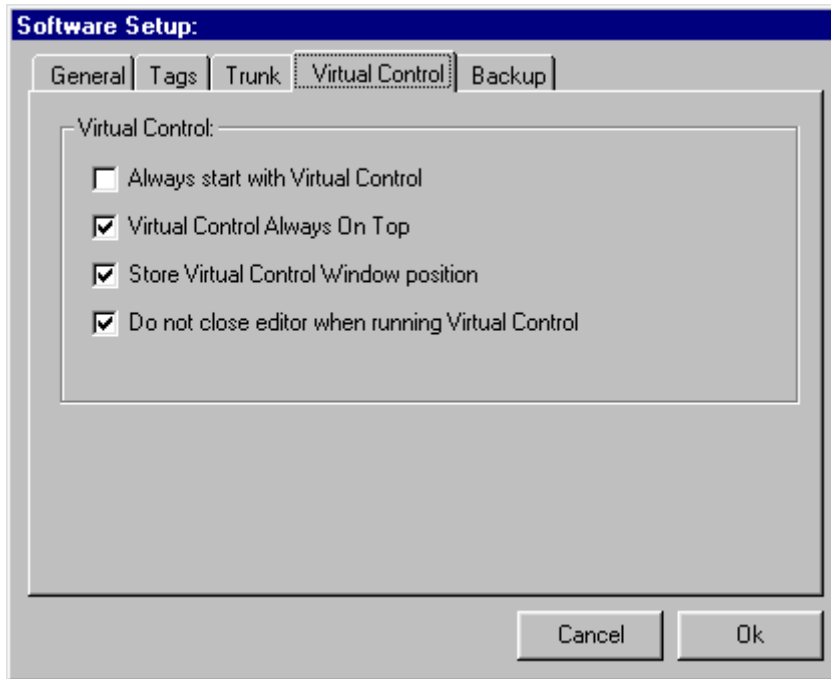 Software Setup:
General Tags Trunk Virtual Control Backup
Virtual Control:
Always start with Virtual Control
Virtual Control Always On Top
Store Virtual Control Window position
Do not close editor when running Virtual Control
Cancel Ok